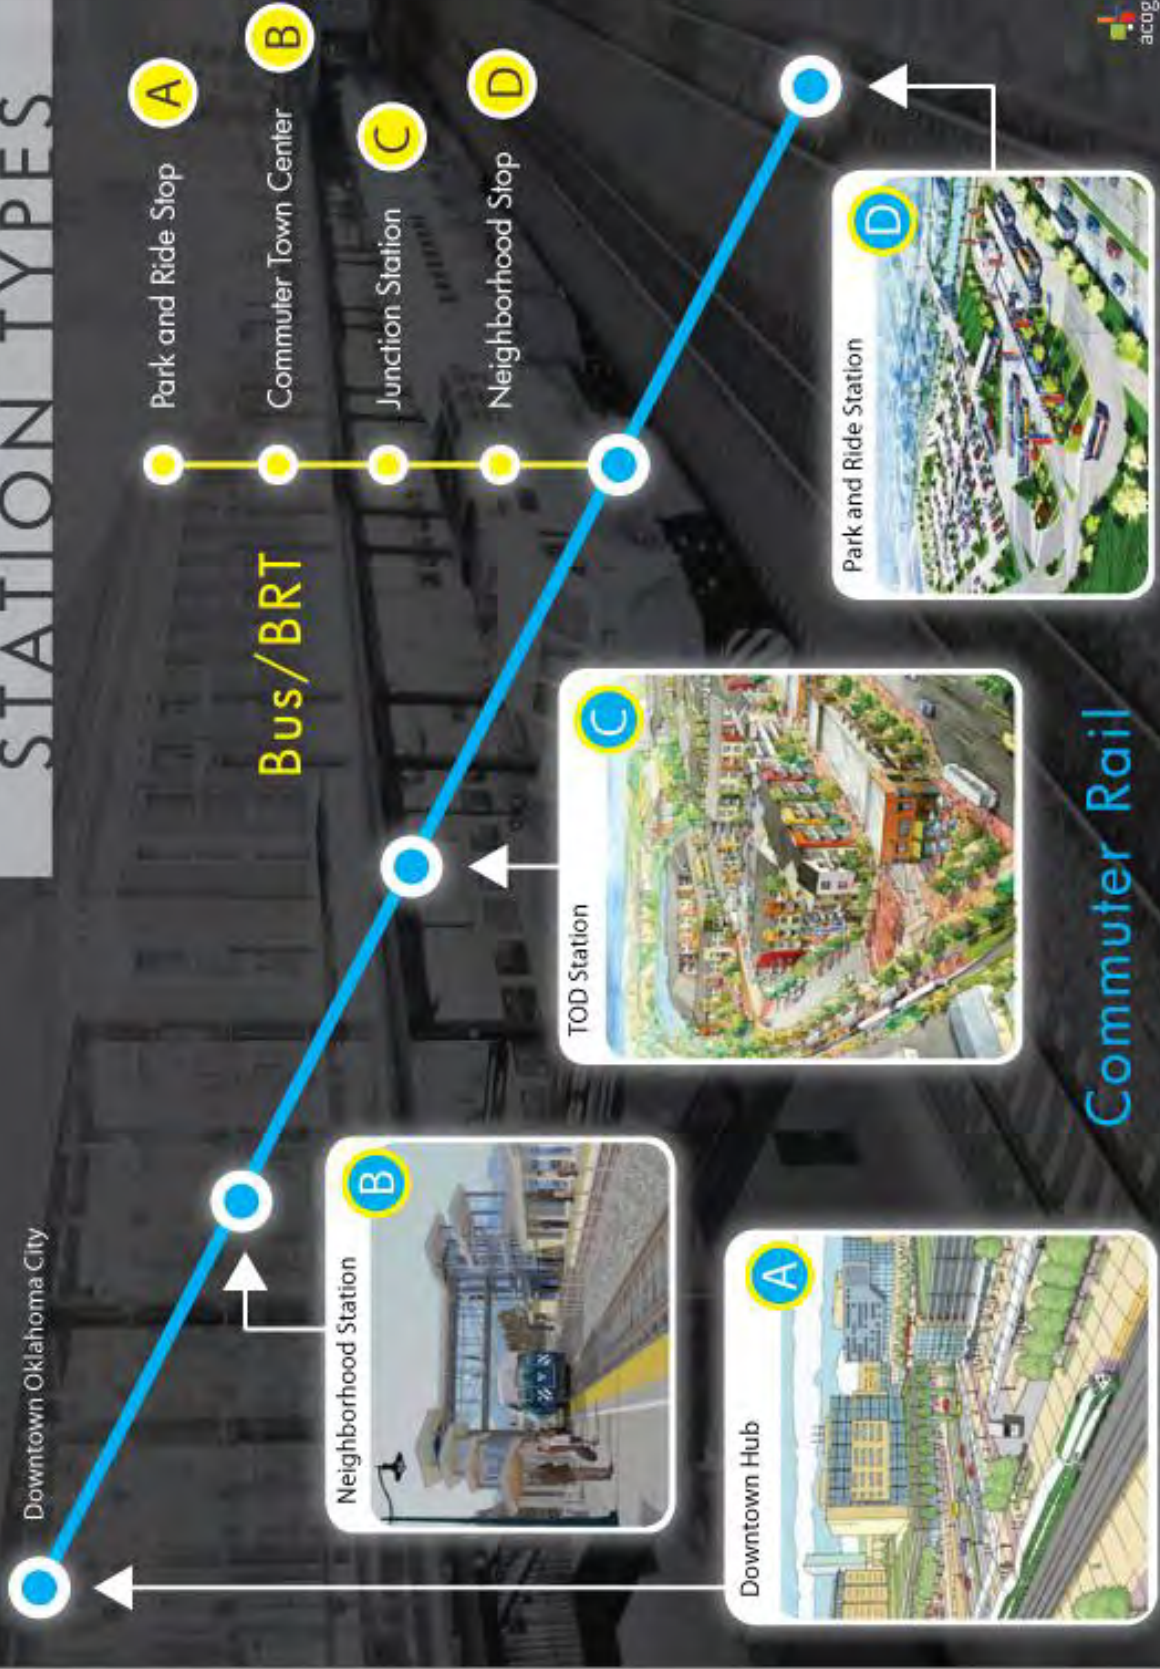 STATION TYPES
Downtown Oklahoma City
Bus/BRT
Park and Ride Stop
A
Commuter Town Center
B
Junction Station
C
Neighborhood Stop
D
Neighborhood Station
B
TOD Station
C
Downtown Hub
A
Park and Ride Station
D
Commuter Rail
acog